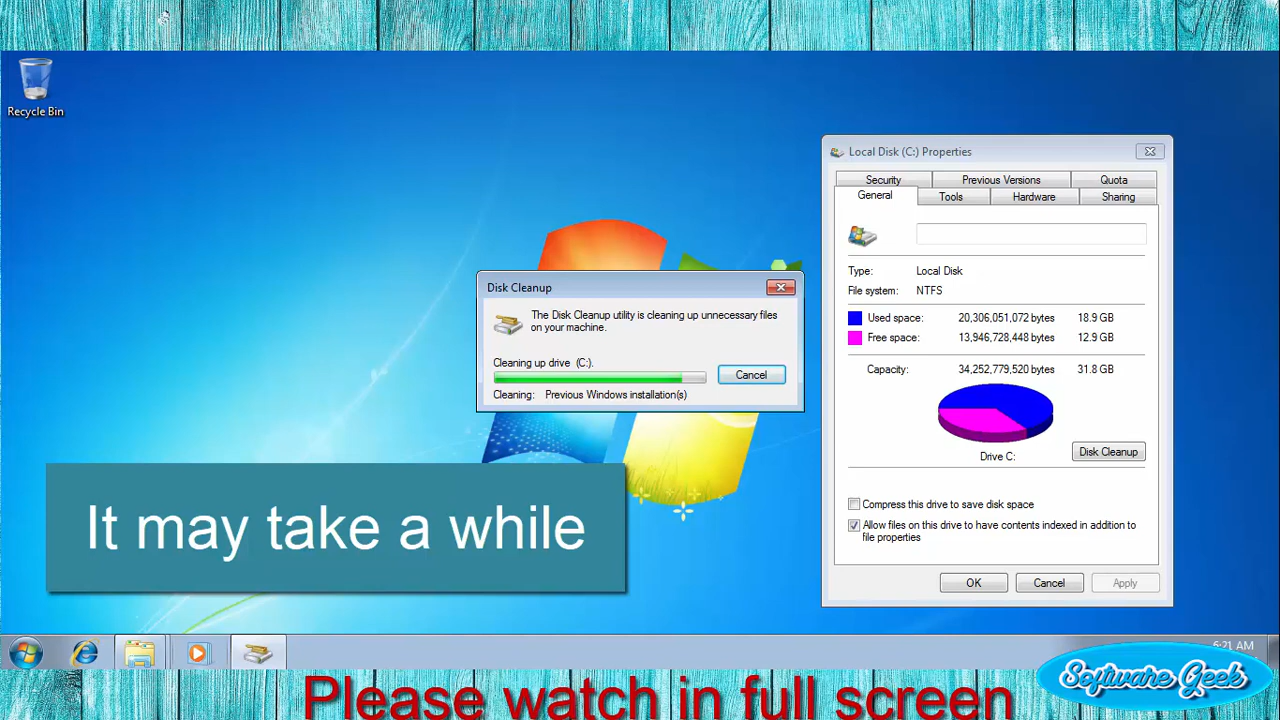 Recycle Bin
Local Disk (C:) Properties
Security
Previous Versions
Quota
General
Tools
Hardware
Sharing
Type: Local Disk
File system: NTFS
Used space: 20,306,051,072 bytes 18.9 GB
Free space: 13,946,728,448 bytes 12.9 GB
Capacity: 34,252,779,520 bytes 31.8 GB
Drive C:
Disk Cleanup
Compress this drive to save disk space
Allow files on this drive to have contents indexed in addition to
file properties
OK
Cancel
Apply
Disk Cleanup
The Disk Cleanup utility is cleaning up unnecessary files
on your machine.
Cleaning up drive (C:).
Cancel
Cleaning: Previous Windows installation(s)
It may take a while
6:21 AM
Software Geek
Please watch in full screen